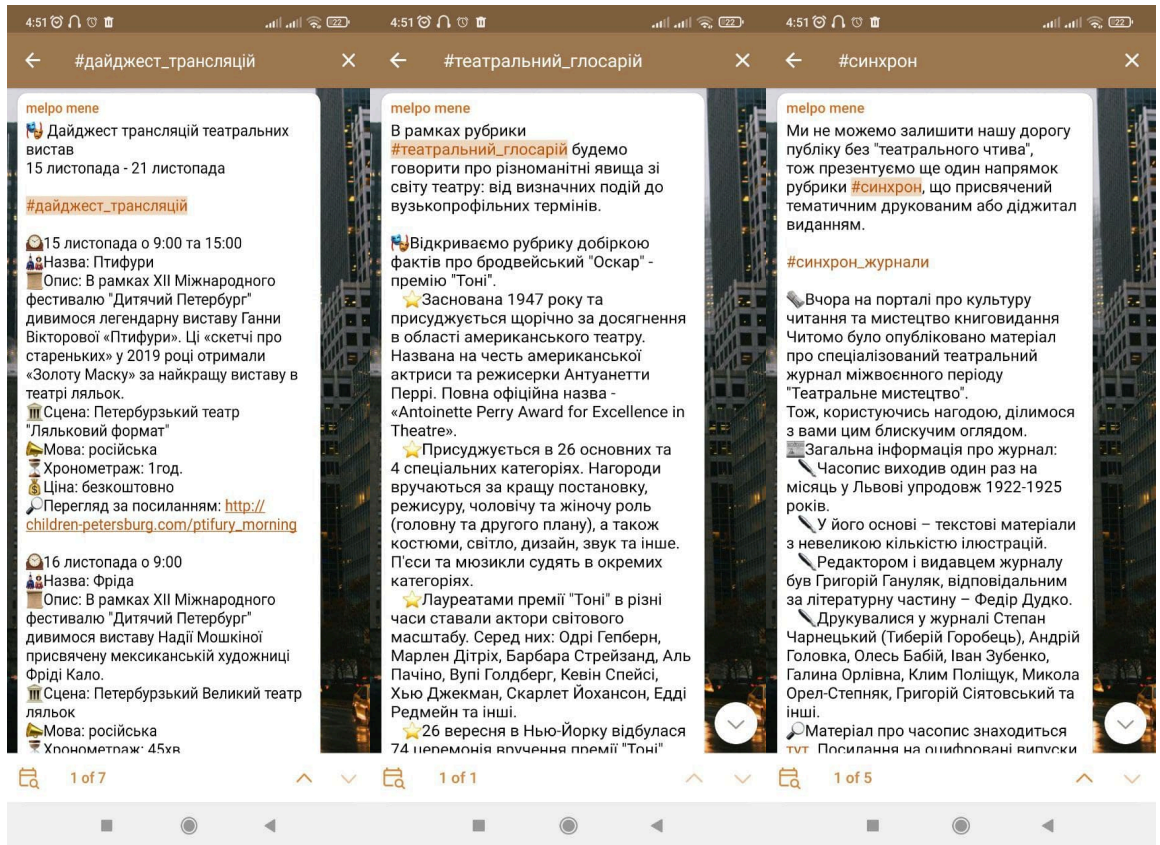 4:51
22
#дайджест_трансляцій
melpo mene
Дайджест трансляцій театральних
вистав
15 листопада - 21 листопада
#дайджест_трансляцій
15 листопада о 9:00 та 15:00
Назва: Птифури
Опис: В рамках XII Міжнародного
фестивалю "Дитячий Петербург"
дивимося легендарну виставу Ганни
Вікторової «Птифури». Ці «скетчі про
стареньких» у 2019 році отримали
«Золоту Маску» за найкращу виставу в
театрі ляльок.
Сцена: Петербурзький театр
"Ляльковий формат"
Мова: російська
Хронометраж: 1год.
Ціна: безкоштовно
Перегляд за посиланням: http://
children-petersburg.com/ptifury_morning
16 листопада о 9:00
Назва: Фріда
Опис: В рамках XII Міжнародного
фестивалю "Дитячий Петербург"
дивимося виставу Надії Мошкіної
присвячену мексиканській художниці
Фріді Кало.
Сцена: Петербурзький Великий театр
ляльок
Мова: російська
Хронометраж: 45хв
1 of 7
4:51
22
#театральний_глосарій
melpo mene
В рамках рубрики
#театральний_глосарій будемо
говорити про різноманітні явища зі
світу театру: від визначних подій до
вузькопрофільних термінів.
Відкриваємо рубрику добіркою
фактів про бродвейський "Оскар" -
премію "Тоні".
Заснована 1947 року та
присуджується щорічно за досягнення
в області американського театру.
Названа на честь американської
актриси та режисерки Антуанетти
Перрі. Повна офіційна назва -
«Antoinette Perry Award for Excellence in
Theatre».
Присуджується в 26 основних та
4 спеціальних категоріях. Нагороди
вручаються за кращу постановку,
режисуру, чоловічу та жіночу роль
(головну та другого плану), а також
костюми, світло, дизайн, звук та інше.
П'єси та мюзикли судять в окремих
категоріях.
Лауреатами премії "Тоні" в різні
часи ставали актори світового
масштабу. Серед них: Одрі Гепберн,
Марлен Дітріх, Барбара Стрейзанд, Аль
Пачіно, Вупі Голдберг, Кевін Спейсі,
Хью Джекман, Скарлет Йохансон, Едді
Редмейн та інші.
26 вересня в Нью-Йорку відбулася
74 церемонія вручення премії "Тоні"
1 of 1
4:51
22
#синхрон
melpo mene
Ми не можемо залишити нашу дорогу
публіку без "театрального чтива",
тож презентуємо ще один напрямок
рубрики #синхрон, що присвячений
тематичним друкованим або діджитал
виданням.
#синхрон_журнали
Вчора на порталі про культуру
читання та мистецтво книговидання
Читомо було опубліковано матеріал
про спеціалізований театральний
журнал міжвоєнного періоду
"Театральне мистецтво".
Тож, користуючись нагодою, ділимося
з вами цим блискучим оглядом.
Загальна інформація про журнал:
Часопис виходив один раз на
місяць у Львові упродовж 1922-1925
років.
У його основі – текстові матеріали
з невеликою кількістю ілюстрацій.
Редактором і видавцем журналу
був Григорій Гануляк, відповідальним
за літературну частину – Федір Дудко.
Друкувалися у журналі Степан
Чарнецький (Тиберій Горобець), Андрій
Головка, Олесь Бабій, Іван Зубенко,
Галина Орлівна, Клим Поліщук, Микола
Орел-Степняк, Григорій Сіятовський та
інші.
Матеріал про часопис знаходиться
тут. Посилання на оцифровані випуски
1 of 5